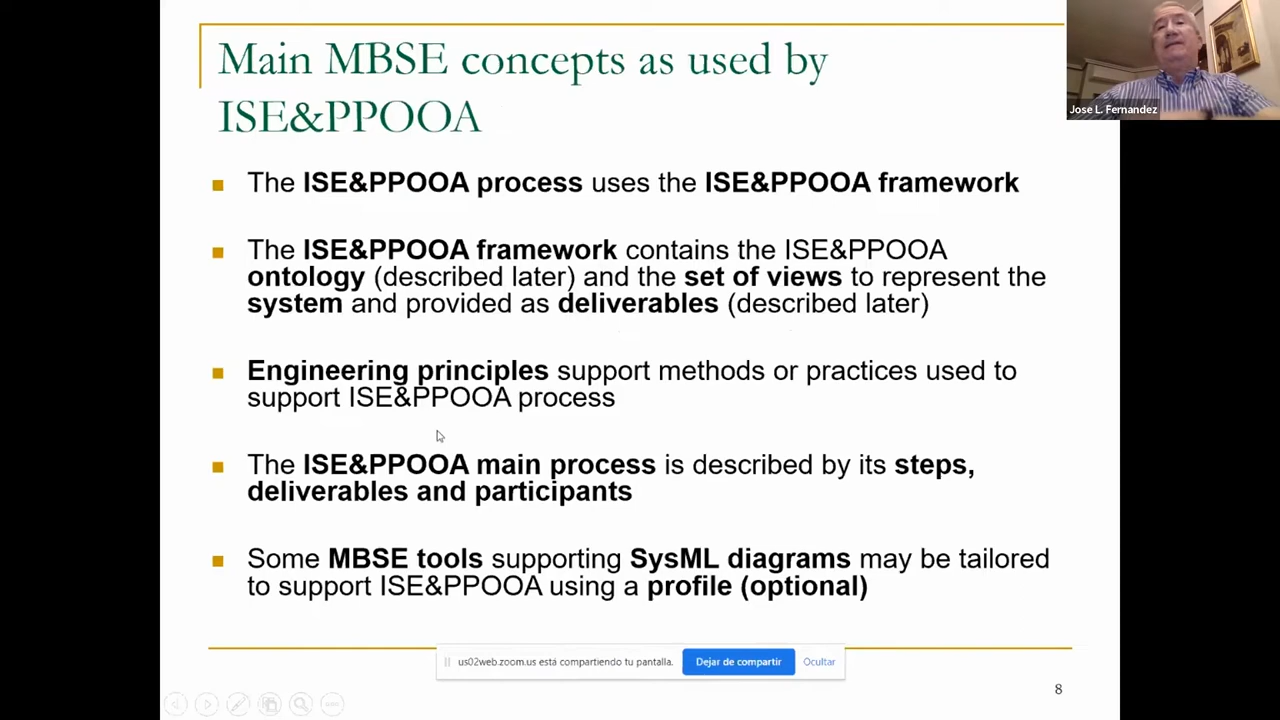 Main MBSE concepts as used by
ISE&PPOOA
Jose L. Fernandez
The ISE&PPOOA process uses the ISE&PPOOA framework
The ISE&PPOOA framework contains the ISE&PPOOA
ontology (described later) and the set of views to represent the
system and provided as deliverables (described later)
Engineering principles support methods or practices used to
support ISE&PPOOA process
The ISE&PPOOA main process is described by its steps,
deliverables and participants
Some MBSE tools supporting SysML diagrams may be tailored
to support ISE&PPOOA using a profile (optional)
us02web.zoom.us está compartiendo tu pantalla.
Dejar de compartir
Ocultar
8